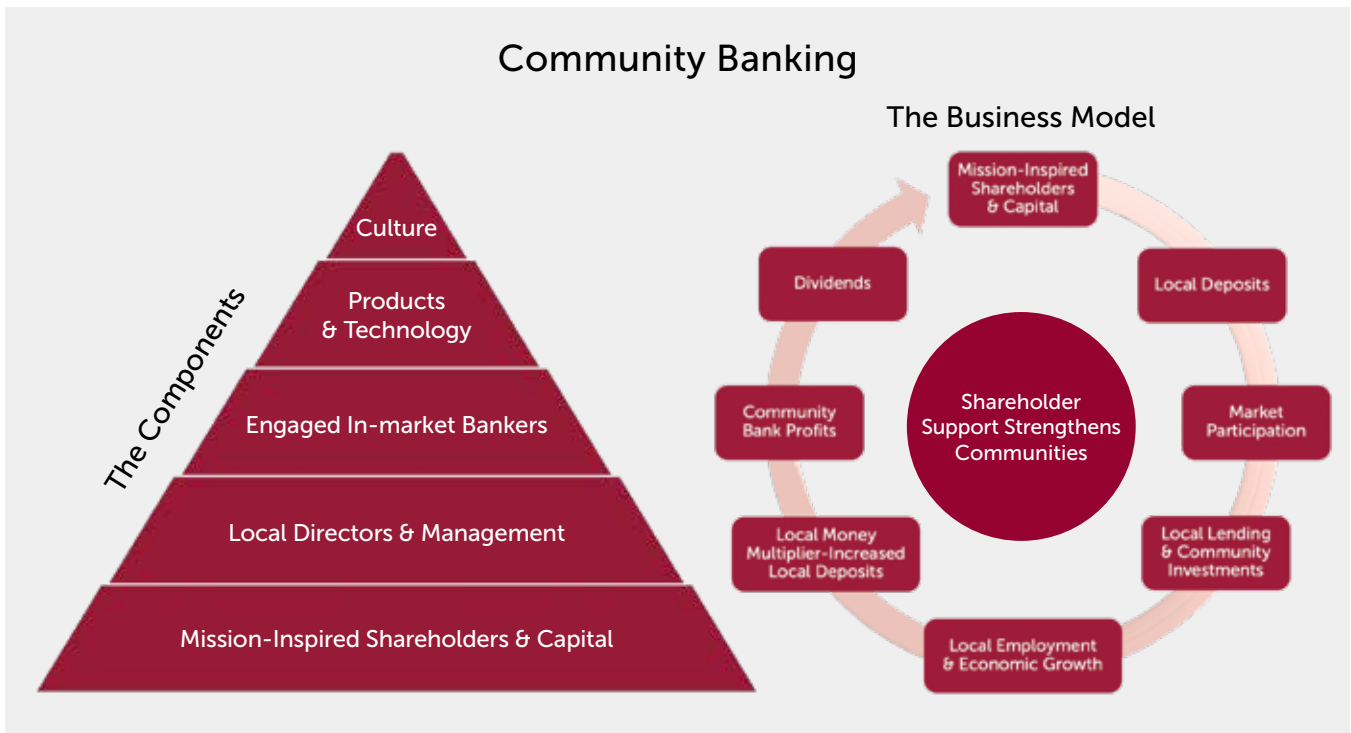 Community Banking
The Components
Culture
Products
& Technology
Engaged In-market Bankers
Local Directors & Management
Mission-Inspired Shareholders & Capital
The Business Model
Mission-Inspired
Shareholders
& Capital
Local Deposits
Market
Participation
Local Lending
& Community
Investments
Local Employment
& Economic Growth
Local Money
Multiplier-Increased
Local Deposits
Community
Bank Profits
Dividends
Shareholder
Support Strengthens
Communities